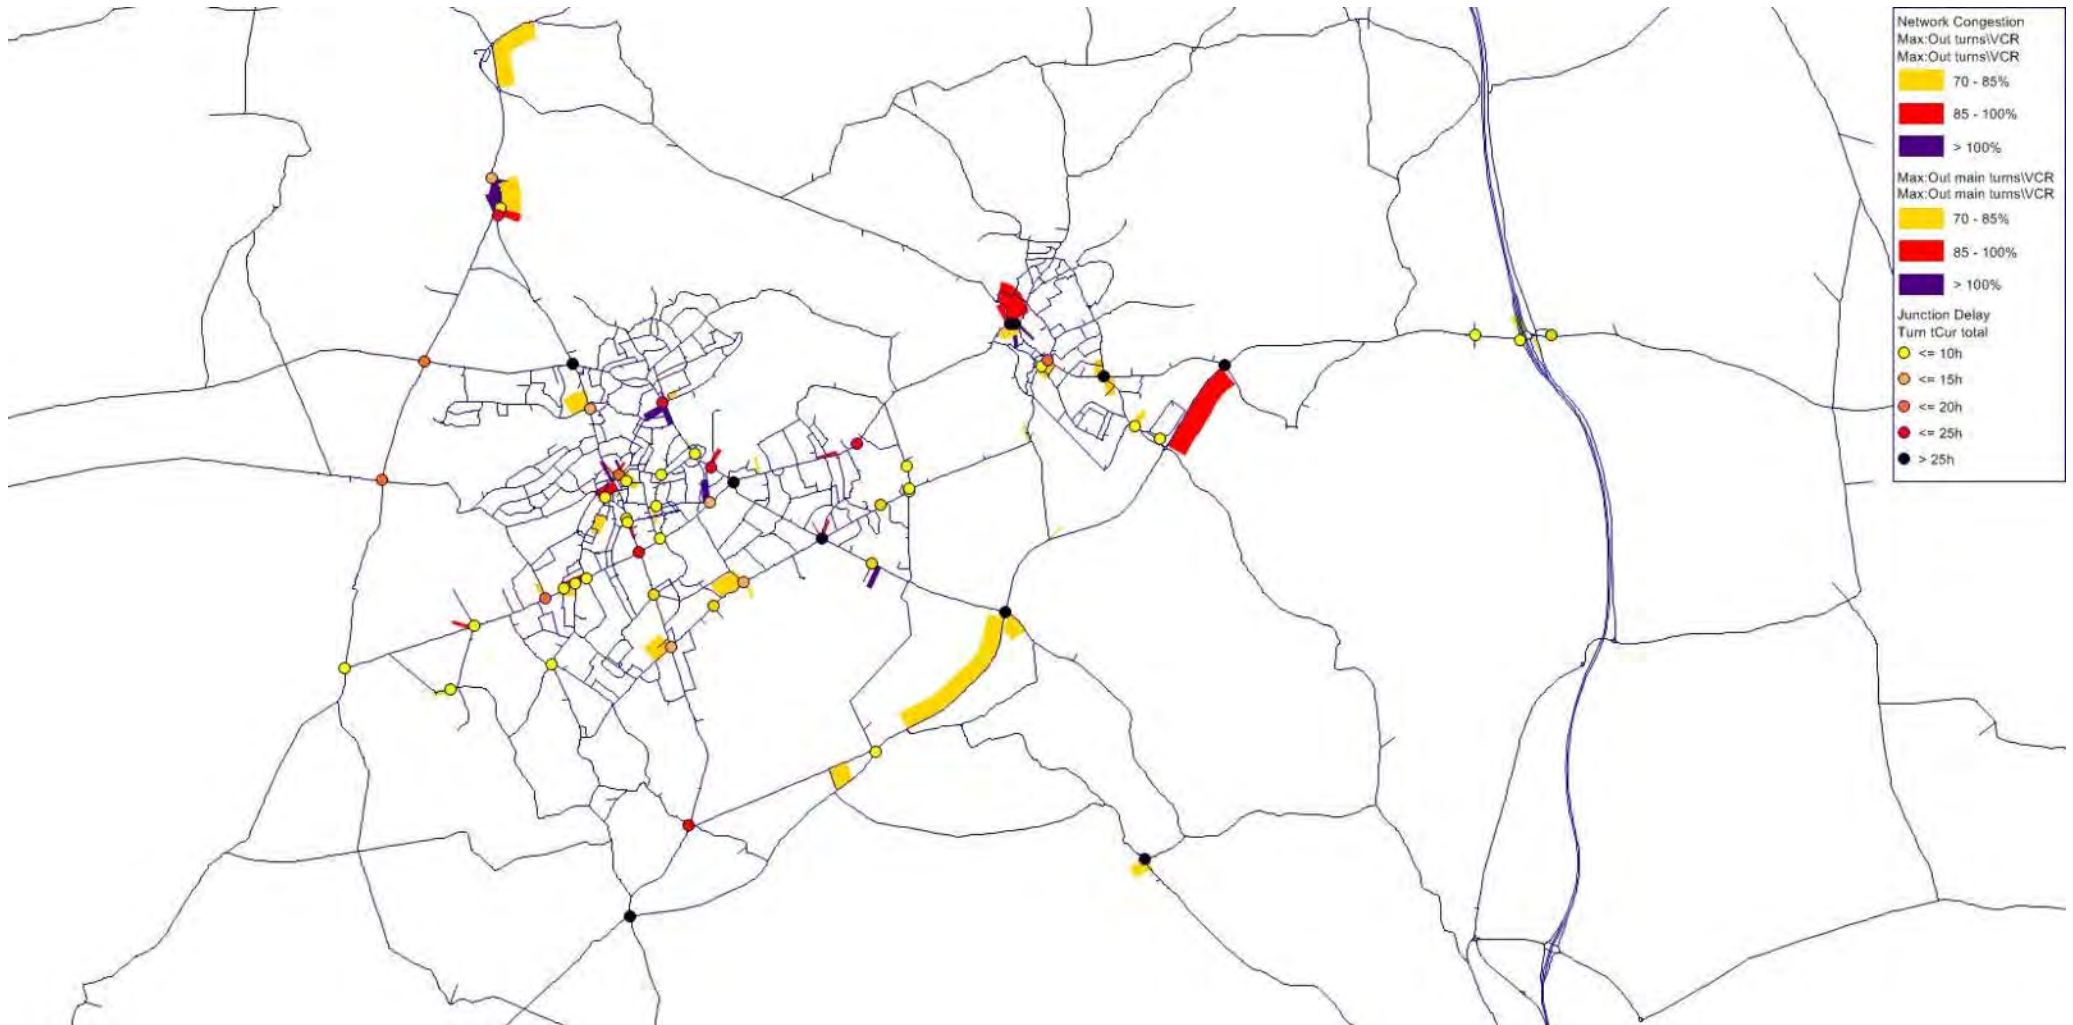 Network Congestion
Max:Out turns\VCR
Max:Out turns\VCR
70 - 85%
85 - 100%
> 100%
Max:Out main turns\VCR
Max:Out main turns\VCR
70 - 85%
85 - 100%
> 100%
Junction Delay
Turn tCur total
<= 10h
<= 15h
<= 20h
<= 25h
> 25h